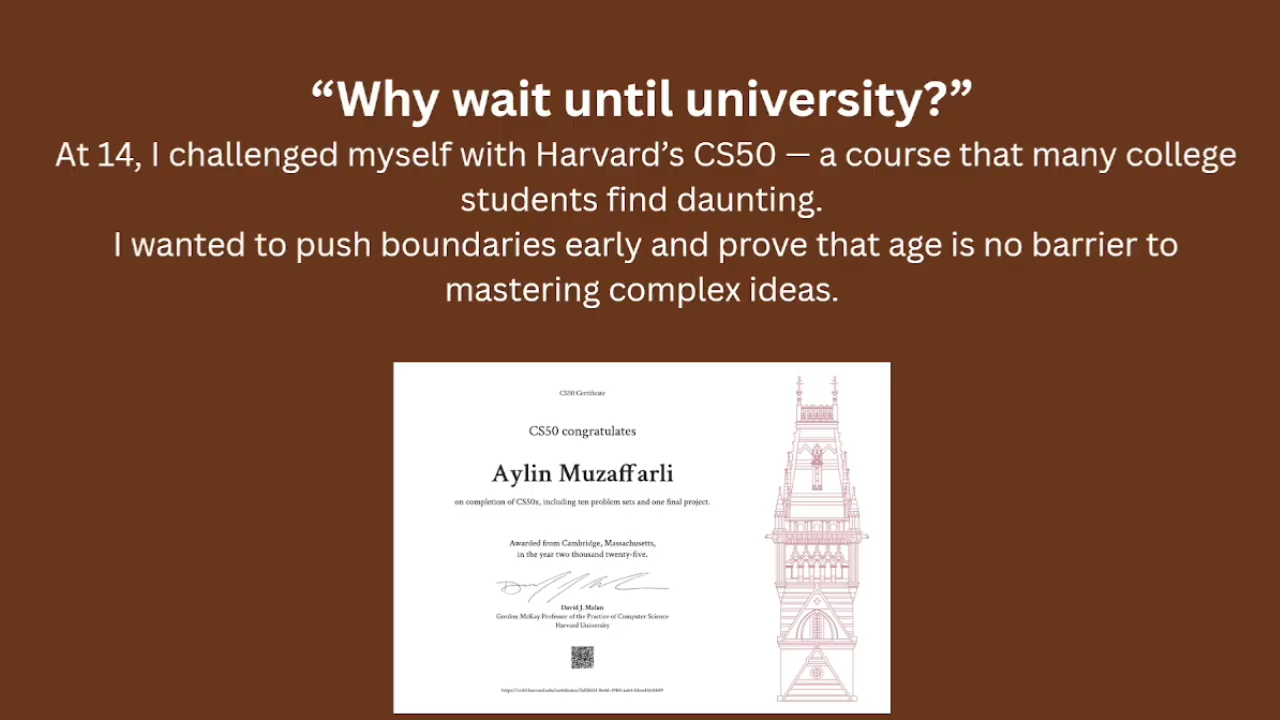 “Why wait until university?”
At 14, I challenged myself with Harvard’s CS50 — a course that many college
students find daunting.
I wanted to push boundaries early and prove that age is no barrier to
mastering complex ideas.
CS50 Certificate
CS50 congratulates
Aylin Muzaffarli
on completion of CS50x, including ten problem sets and one final project.
Awarded from Cambridge, Massachusetts,
in the year two thousand twenty-five.
David J. Malan
Gordon McKay Professor of the Practice of Computer Science
Harvard University